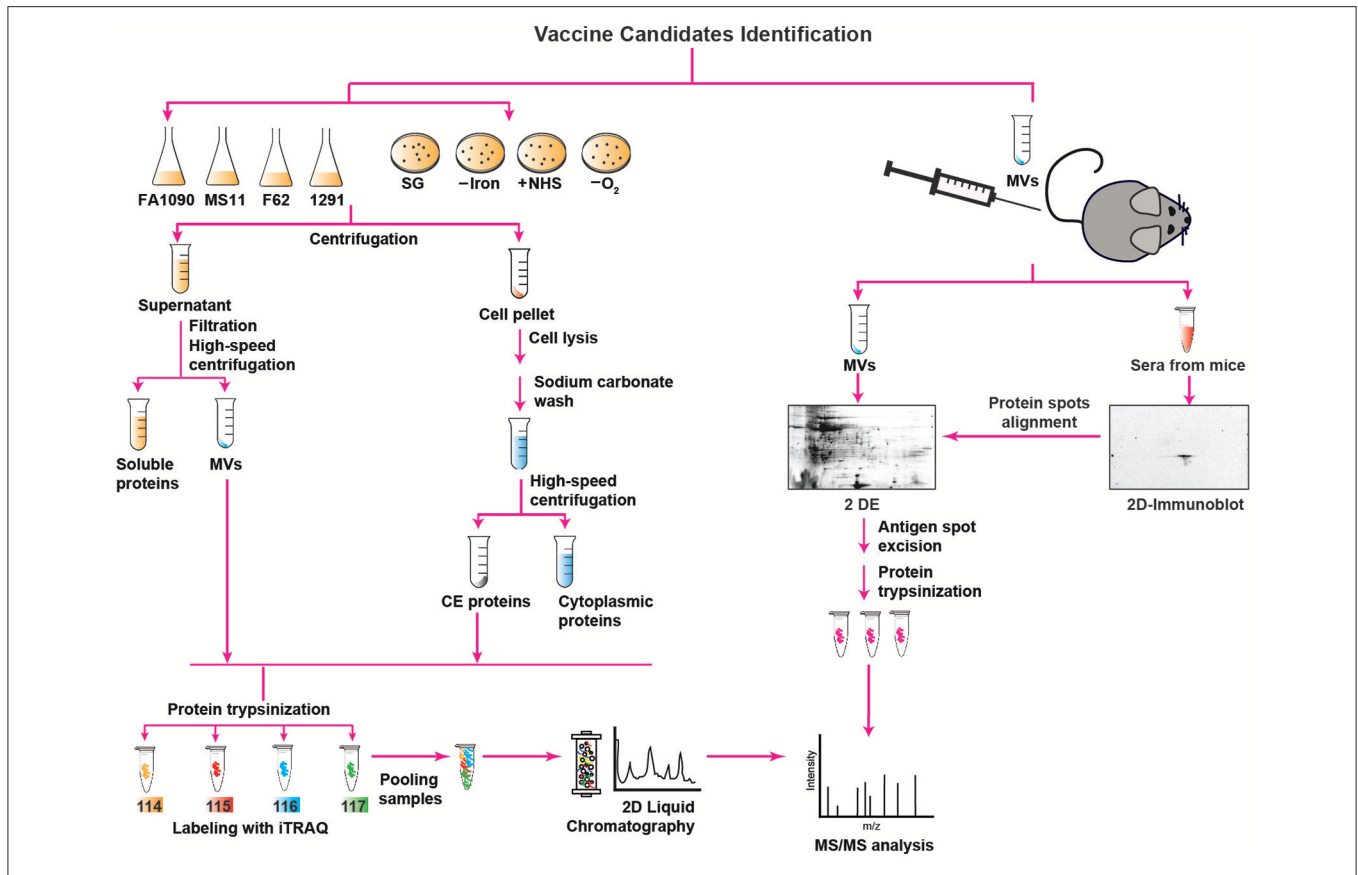 Vaccine Candidates Identification
FA1090 MS11 F62 1291
SG −Iron +NHS −O₂
MVs
Centrifugation
Supernatant
Filtration
High-speed
centrifugation
Soluble
proteins
MVs
Cell pellet
Cell lysis
Sodium carbonate
wash
High-speed
centrifugation
CE proteins
Cytoplasmic
proteins
MVs
Sera from mice
Protein spots
alignment
2 DE
2D-Immunoblot
Antigen spot
excision
Protein
trypsinization
Protein trypsinization
114 115 116 117
Labeling with iTRAQ
Pooling
samples
2D Liquid
Chromatography
Intensity
m/z
MS/MS analysis